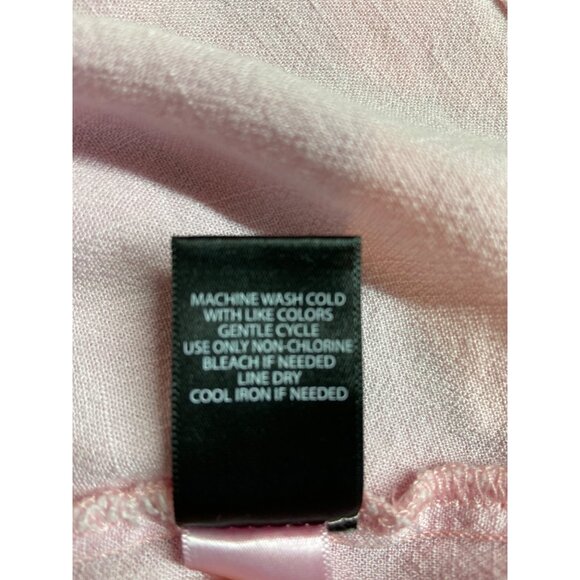 MACHINE WASH COLD
WITH LIKE COLORS
GENTLE CYCLE
USE ONLY NON-CHLORINE
BLEACH IF NEEDED
LINE DRY
COOL IRON IF NEEDED